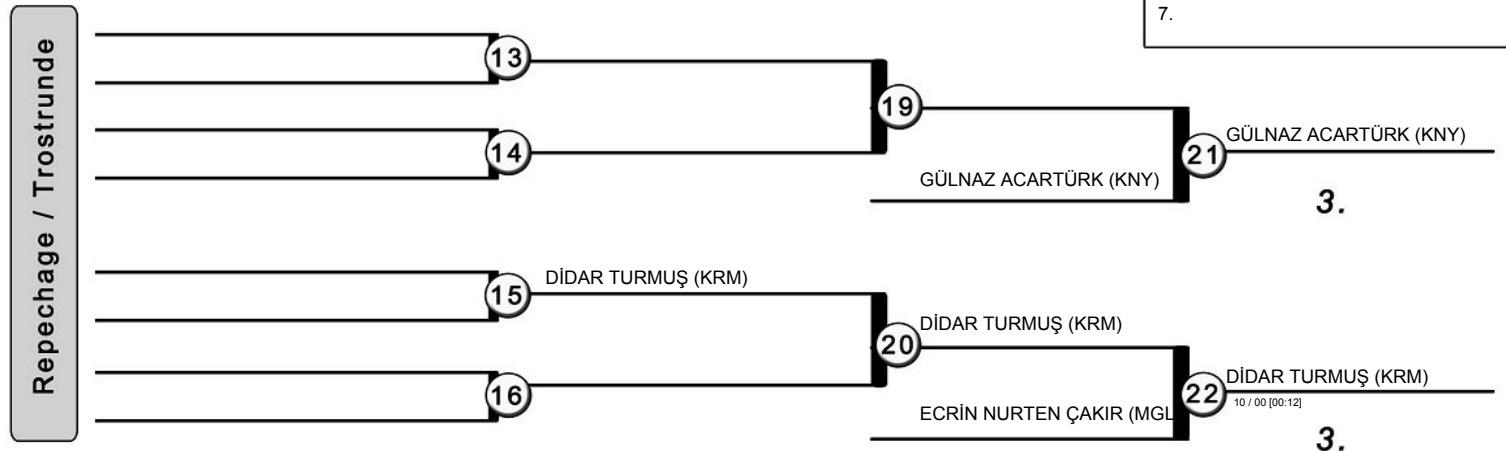 7.
Repechage / Trostrunde
13
14
19
GÜLNAZ ACARTÜRK (KNY)
21
GÜLNAZ ACARTÜRK (KNY)
3.
15
DİDAR TURMUŞ (KRM)
16
20
DİDAR TURMUŞ (KRM)
ECRİN NURTEN ÇAKIR (MGL
22
DİDAR TURMUŞ (KRM)
10 / 00 [00:12]
3.